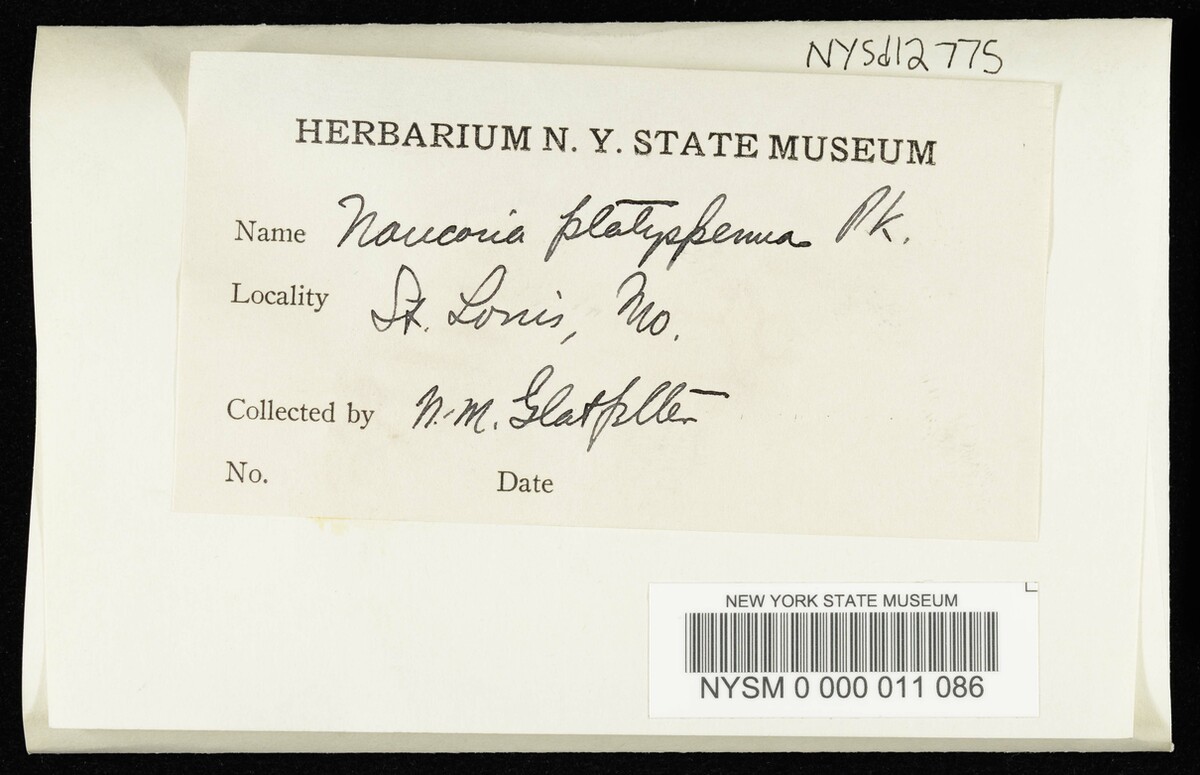 NYSd12775
HERBARIUM N. Y. STATE MUSEUM
Name Naucoria platysperma Pk.
Locality St. Louis, Mo.
Collected by N. M. Glatfelter
No. Date
NEW YORK STATE MUSEUM
NYSM 0 000 011 086